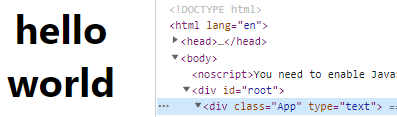 hello
world
<!DOCTYPE html>
<html lang="en">
<head>…</head>
<body>
<noscript>You need to enable Java
<div id="root">
<div class="App" type="text"> ==